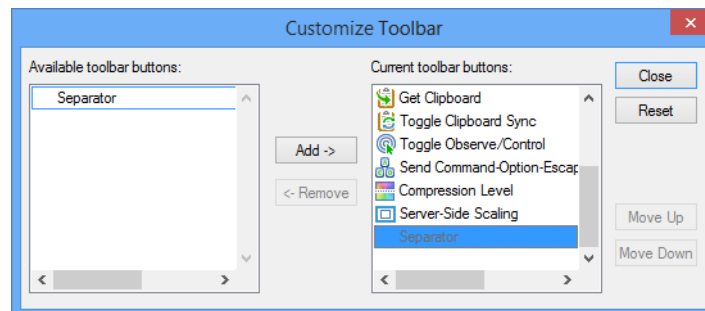 Customize Toolbar
Available toolbar buttons:
Separator
Add ->
<- Remove
Current toolbar buttons:
Get Clipboard
Toggle Clipboard Sync
Toggle Observe/Control
Send Command-Option-Escap
Compression Level
Server-Side Scaling
Separator
Close
Reset
Move Up
Move Down